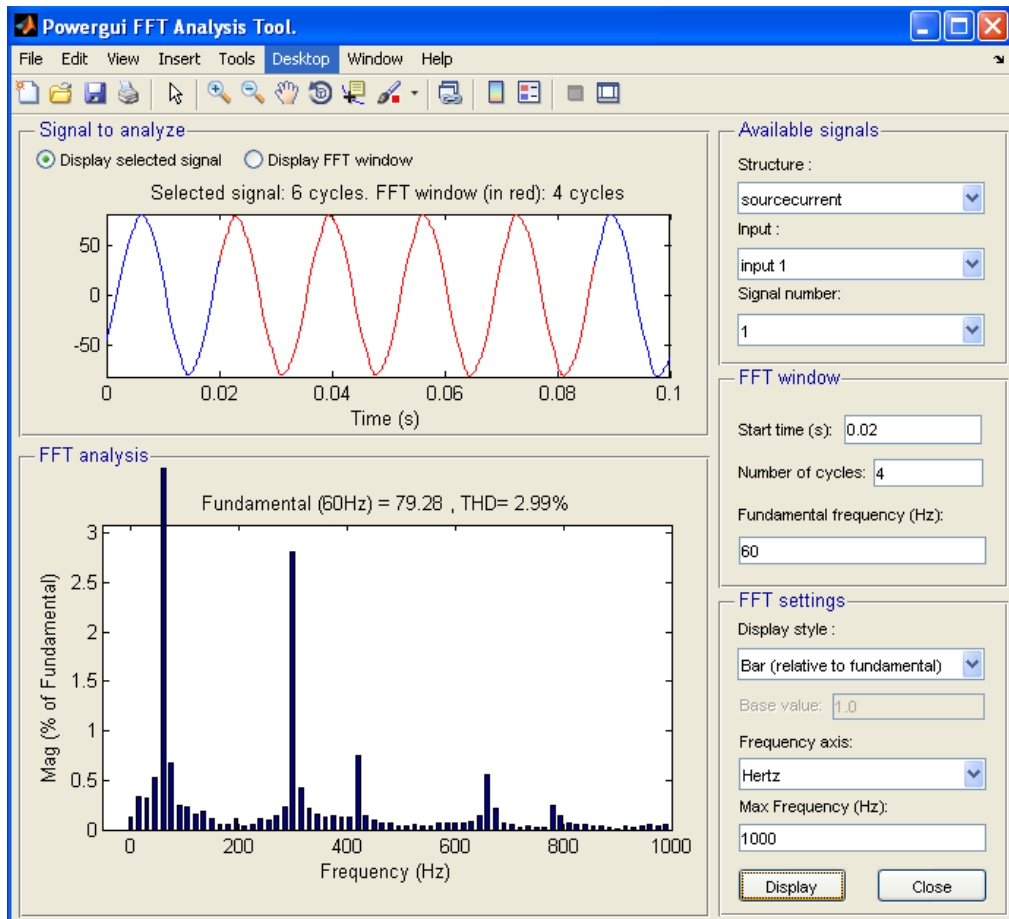 Powergui FFT Analysis Tool.
File Edit View Insert Tools Desktop Window Help
Signal to analyze
Display selected signal Display FFT window
Selected signal: 6 cycles. FFT window (in red): 4 cycles
50
0
-50
0 0.02 0.04 0.06 0.08 0.1
Time (s)
FFT analysis
Fundamental (60Hz) = 79.28 , THD= 2.99%
3
2.5
2
1.5
1
0.5
0
Mag (% of Fundamental)
0 200 400 600 800 1000
Frequency (Hz)
Available signals
Structure :
sourcecurrent
Input :
input 1
Signal number:
1
FFT window
Start time (s): 0.02
Number of cycles: 4
Fundamental frequency (Hz):
60
FFT settings
Display style :
Bar (relative to fundamental)
Base value: 1.0
Frequency axis:
Hertz
Max Frequency (Hz):
1000
Display Close